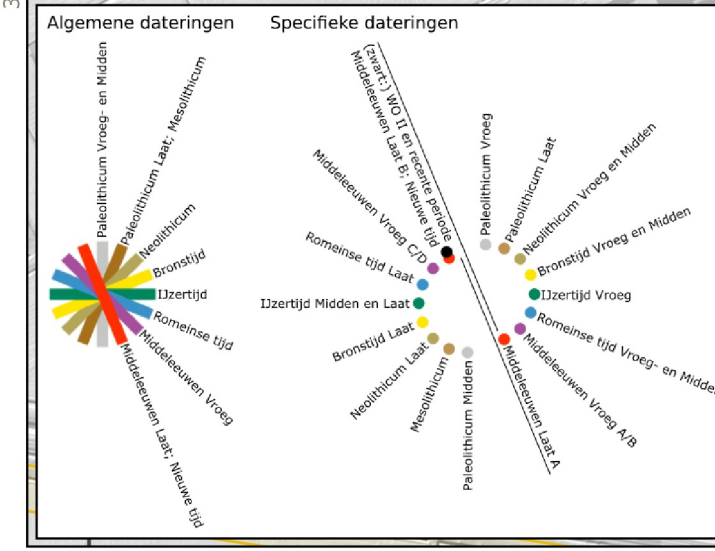 3
Algemene dateringen
Paleolithicum Vroeg- en Midden
Paleolithicum Laat; Mesolithicum
Neolithicum
Bronstijd
IJzertijd
Romeinse tijd
Middeleeuwen Vroeg
Middeleeuwen Laat; Nieuwe tijd
Specifieke dateringen
(zwart:) WO II en recente periode
Middeleeuwen Laat B; Nieuwe tijd
Middeleeuwen Vroeg C/D
Romeinse tijd Laat
IJzertijd Midden en Laat
Bronstijd Laat
Neolithicum Laat
Mesolithicum
Paleolithicum Midden
Paleolithicum Vroeg
Paleolithicum Laat
Neolithicum Vroeg en Midden
Bronstijd Vroeg en Midden
IJzertijd Vroeg
Romeinse tijd Vroeg- en Midde
Middeleeuwen Vroeg A/B
Middeleeuwen Laat A